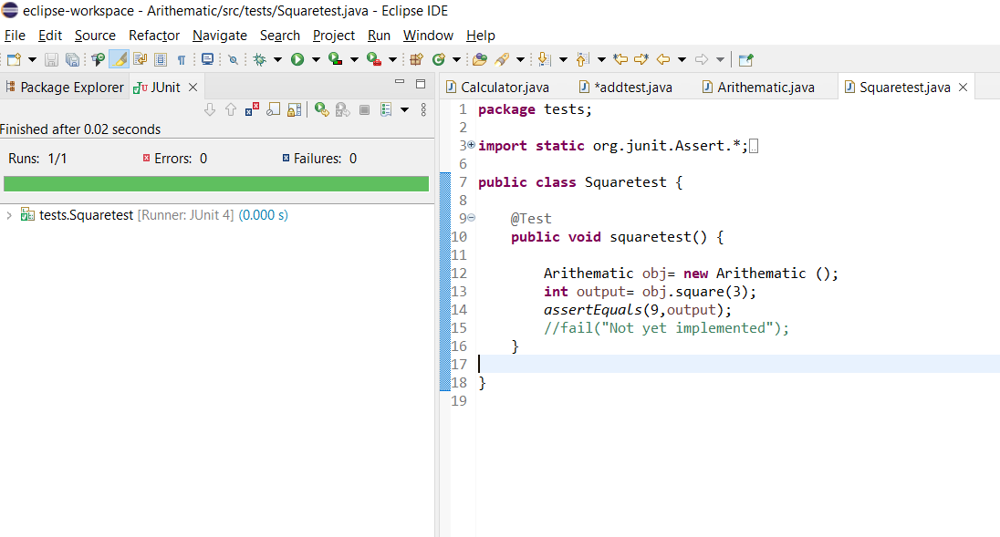 eclipse-workspace - Arithematic/src/tests/Squaretest.java - Eclipse IDE
File Edit Source Refactor Navigate Search Project Run Window Help
Package Explorer JUnit
Finished after 0.02 seconds
Runs: 1/1 Errors: 0 Failures: 0
tests.Squaretest [Runner: JUnit 4] (0.000 s)
Calculator.java *addtest.java Arithematic.java Squaretest.java
1 package tests;
2
3 import static org.junit.Assert.*;
6
7 public class Squaretest {
8
9 @Test
10 public void squaretest() {
11
12 Arithematic obj= new Arithematic ();
13 int output= obj.square(3);
14 assertEquals(9,output);
15 //fail("Not yet implemented");
16 }
17
18 }
19